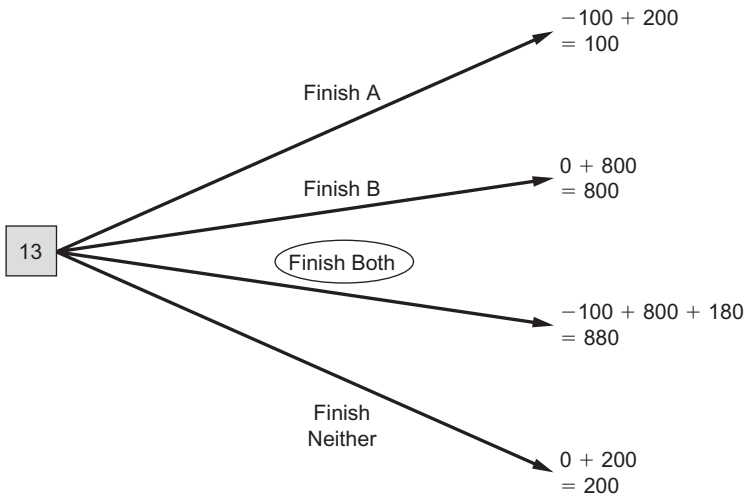 −100 + 200
= 100
Finish A
0 + 800
= 800
Finish B
13
Finish Both
−100 + 800 + 180
= 880
Finish
Neither
0 + 200
= 200